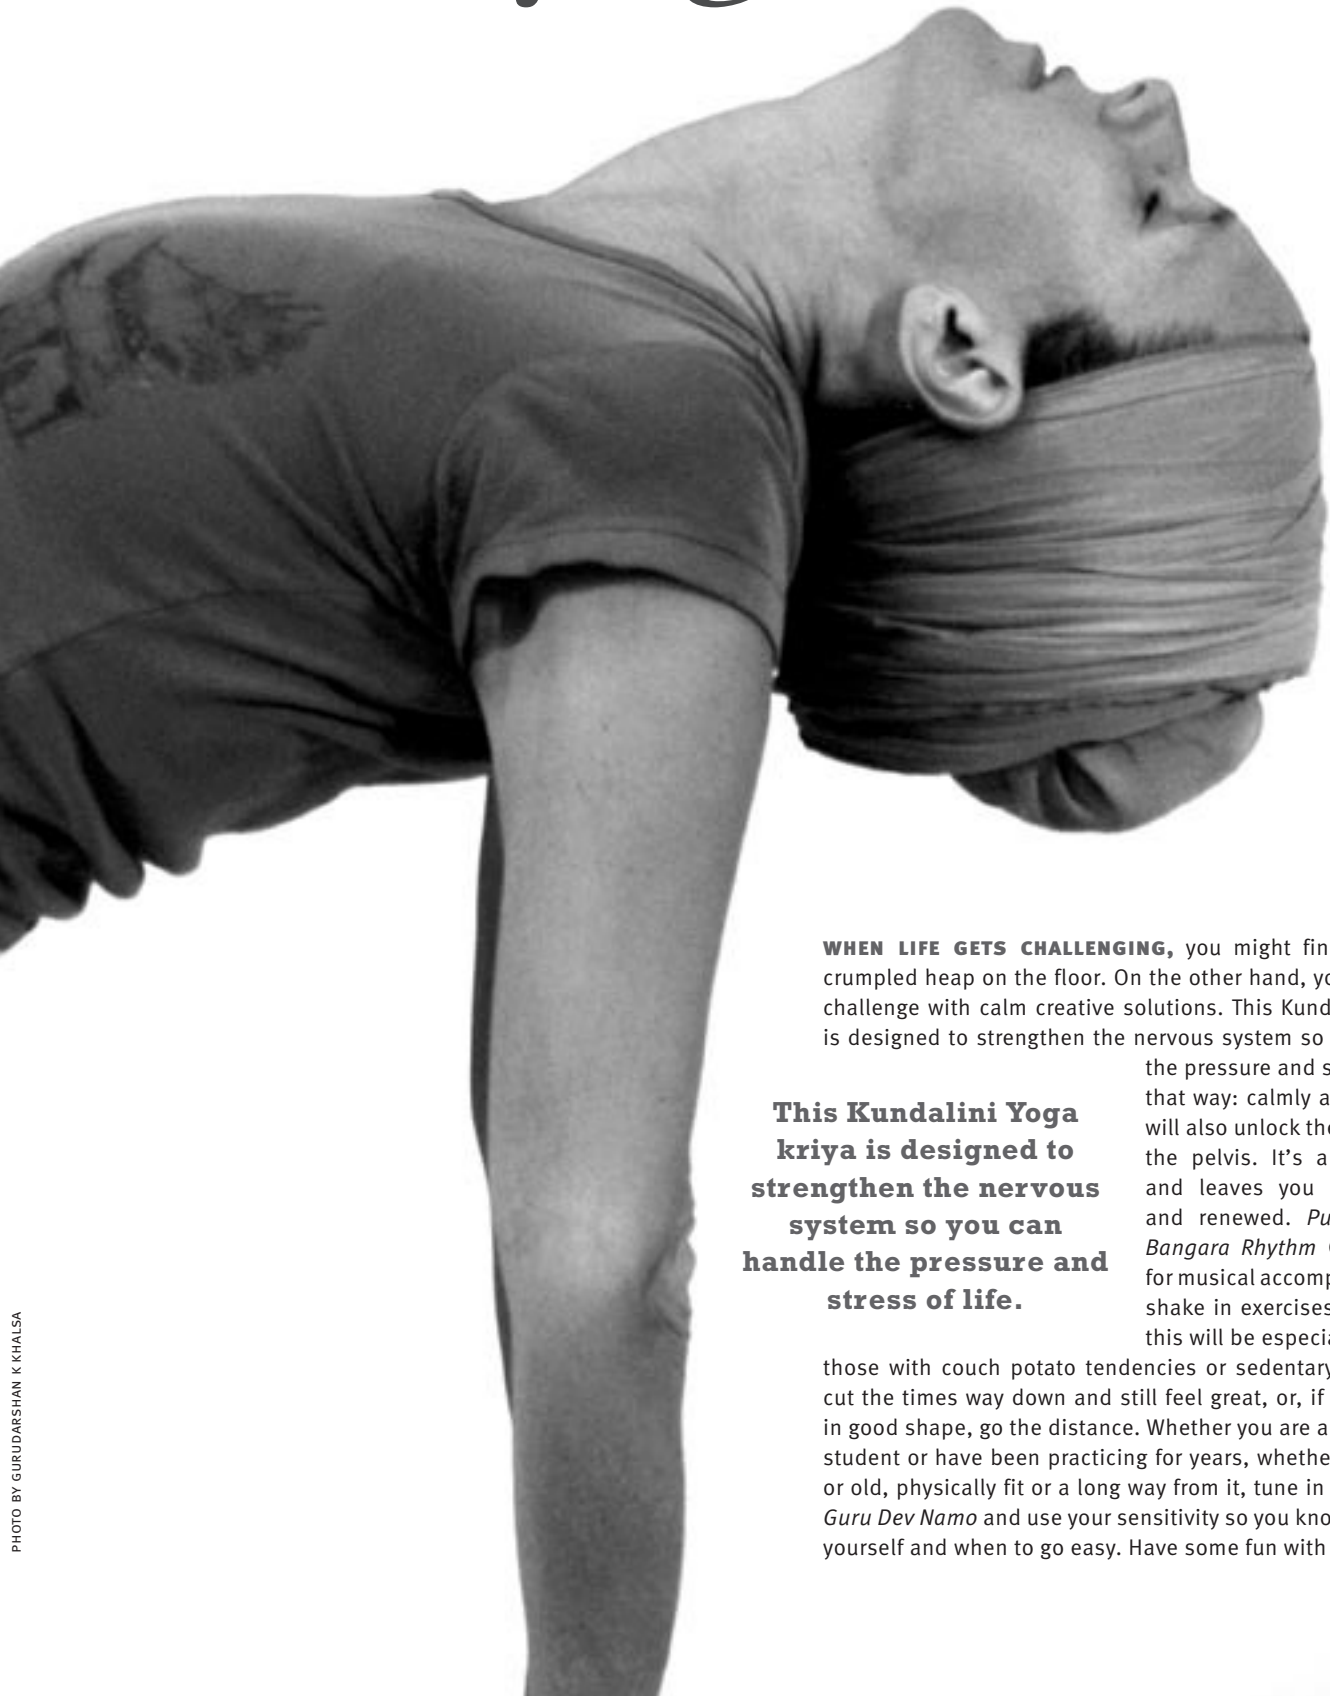 WHEN LIFE GETS CHALLENGING, you might fin
crumpled heap on the floor. On the other hand, yo
challenge with calm creative solutions. This Kund
is designed to strengthen the nervous system so
the pressure and s
that way: calmly a
will also unlock the
the pelvis. It’s a
and leaves you
and renewed. Pu
Bangara Rhythm
for musical accomp
shake in exercises
this will be especia
those with couch potato tendencies or sedentary
cut the times way down and still feel great, or, if
in good shape, go the distance. Whether you are a
student or have been practicing for years, whethe
or old, physically fit or a long way from it, tune in
Guru Dev Namo and use your sensitivity so you kno
yourself and when to go easy. Have some fun with
This Kundalini Yoga
kriya is designed to
strengthen the nervous
system so you can
handle the pressure and
stress of life.
PHOTO BY GURUDARSHAN K KHALSA